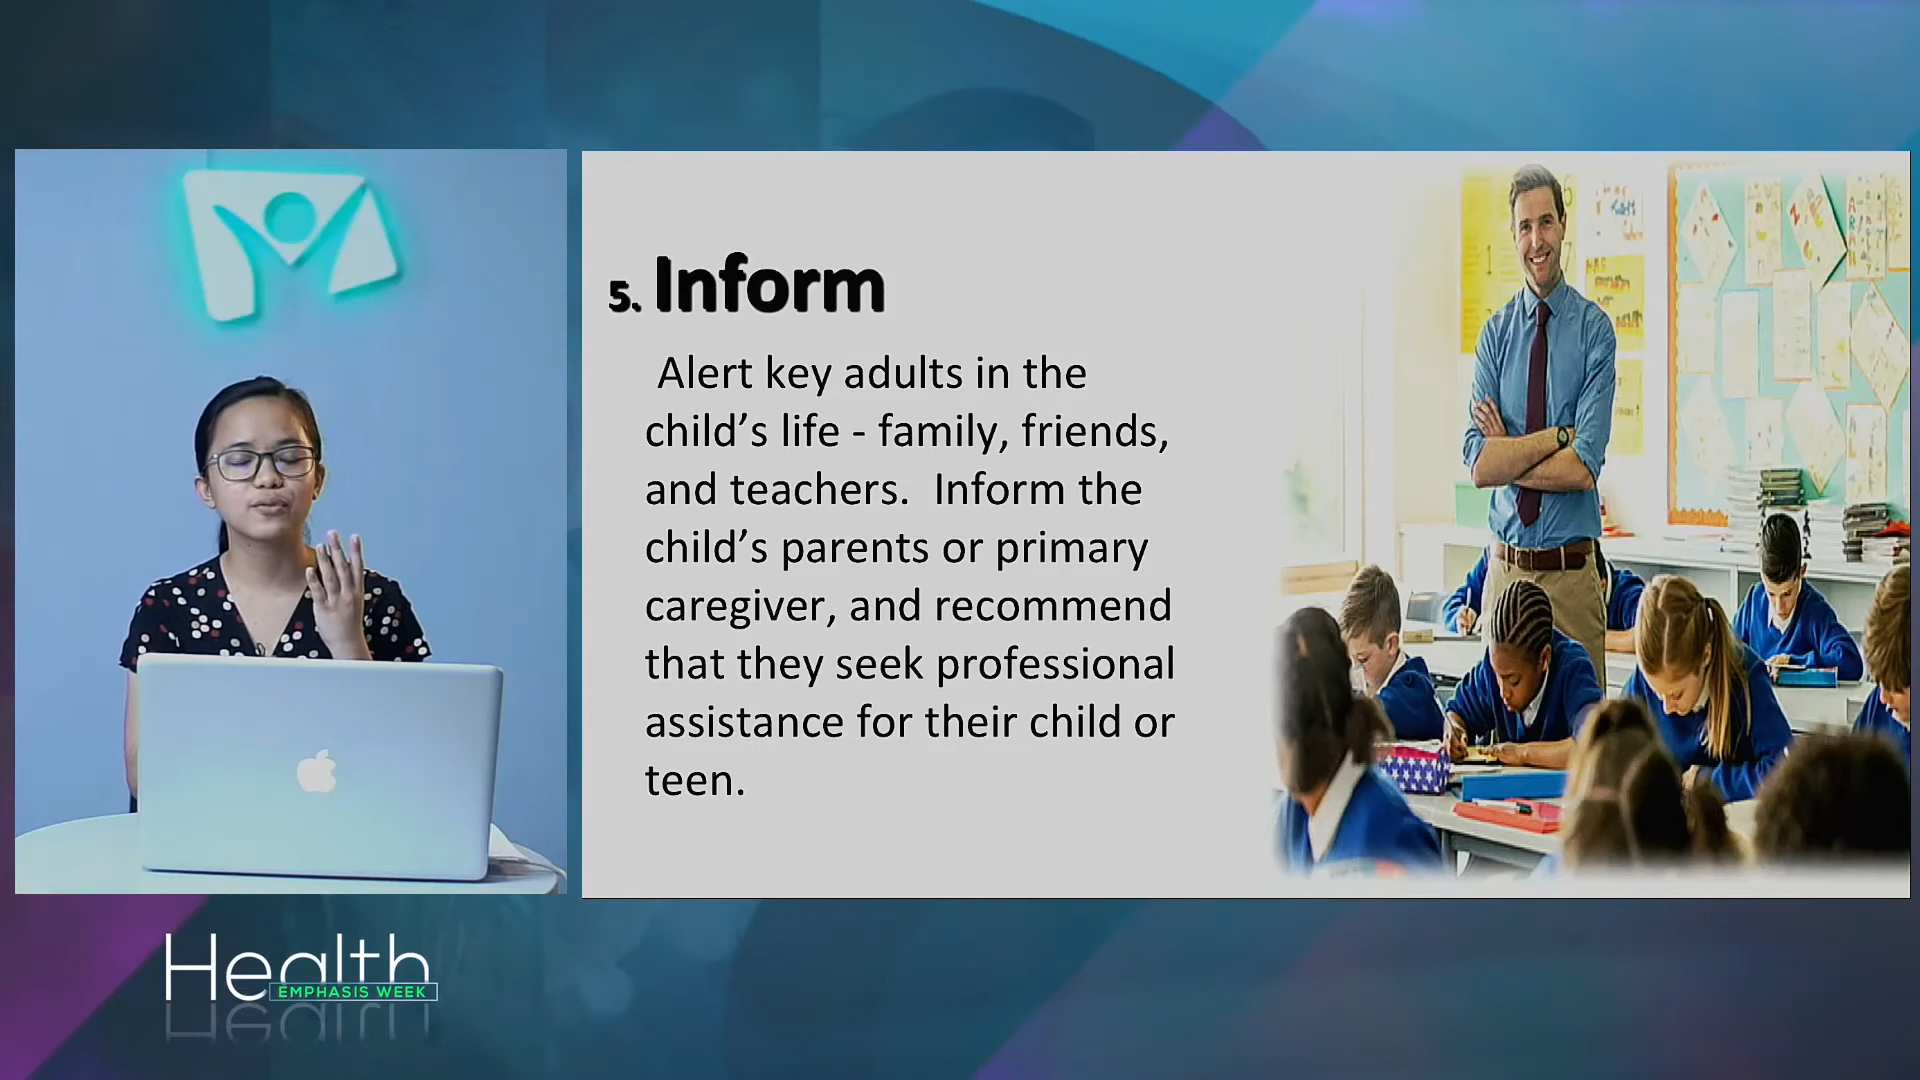 5. Inform
Alert key adults in the
child’s life - family, friends,
and teachers.  Inform the
child’s parents or primary
caregiver, and recommend
that they seek professional
assistance for their child or
teen.
Health
EMPHASIS WEEK